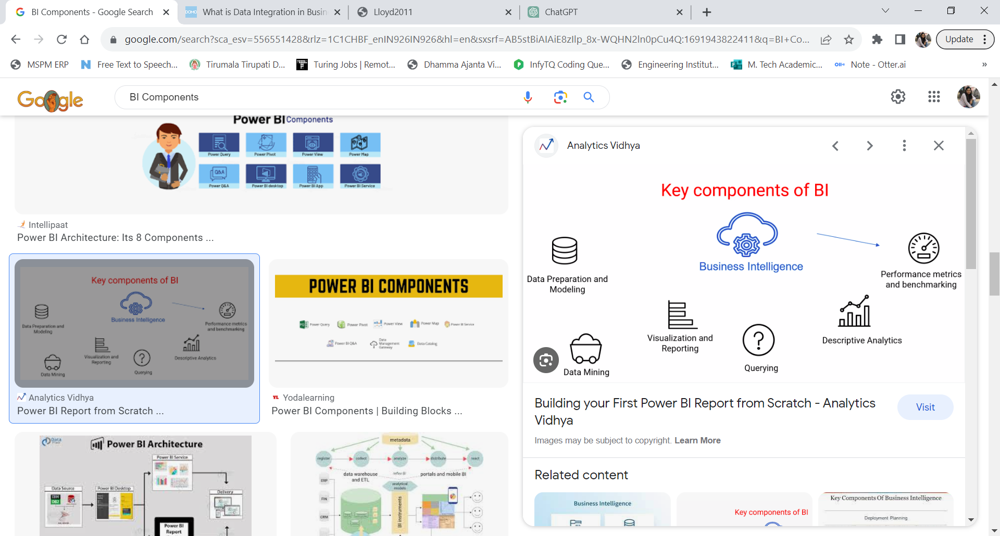 BI Components - Google Search
What is Data Integration in Busin
Lloyd2011
ChatGPT
google.com/search?sca_esv=556551428&rlz=1C1CHBF_enIN926IN926&hl=en&sxsrf=AB5stBiAIAiE8zIlp_8x-WQHN2ln0pCu4Q:1691943822411&q=BI+Co...
Update
MSPM ERP
Free Text to Speech...
Tirumala Tirupati D...
Turing Jobs | Remot...
Dhamma Ajanta Vi...
InfyTQ Coding Que...
Engineering Institut...
M. Tech Academic...
Note - Otter.ai
»
Google
BI Components
Power BI Components
Power Query
Power Pivot
Power View
Power Map
Q&A
Power Q&A
Power BI desktop
Power BI App
Power BI Service
Intellipaat
Power BI Architecture: Its 8 Components ...
Key components of BI
Business Intelligence
Data Preparation and
Modeling
Performance metrics
and benchmarking
Visualization and
Reporting
Descriptive Analytics
Data Mining
Querying
Analytics Vidhya
Power BI Report from Scratch ...
POWER BI COMPONENTS
Power Query
Power Pivot
Power View
Power Map
Power BI Service
Power BI Q&A
Data
Management
Gateway
Data Catalog
YL Yodalearning
Power BI Components | Building Blocks ...
Data
Power BI Architecture
Power BI Service
Data Source
Power BI Desktop
Delivery
IBM
DB2
Power BI
Report
metadata
register
collect
analyze
distribute
react
data warehouse
and ETL
reflex BI
portals and mobile BI
analytical
models
ERP
FIN
CRM
BI instruments
Analytics Vidhya
Key components of BI
Business Intelligence
Data Preparation and
Modeling
Performance metrics
and benchmarking
Visualization and
Reporting
Descriptive Analytics
Data Mining
Querying
Building your First Power BI Report from Scratch - Analytics
Vidhya
Visit
Images may be subject to copyright. Learn More
Related content
Business Intelligence
Key components of BI
Key Components Of Business Intelligence
Deployment Planning